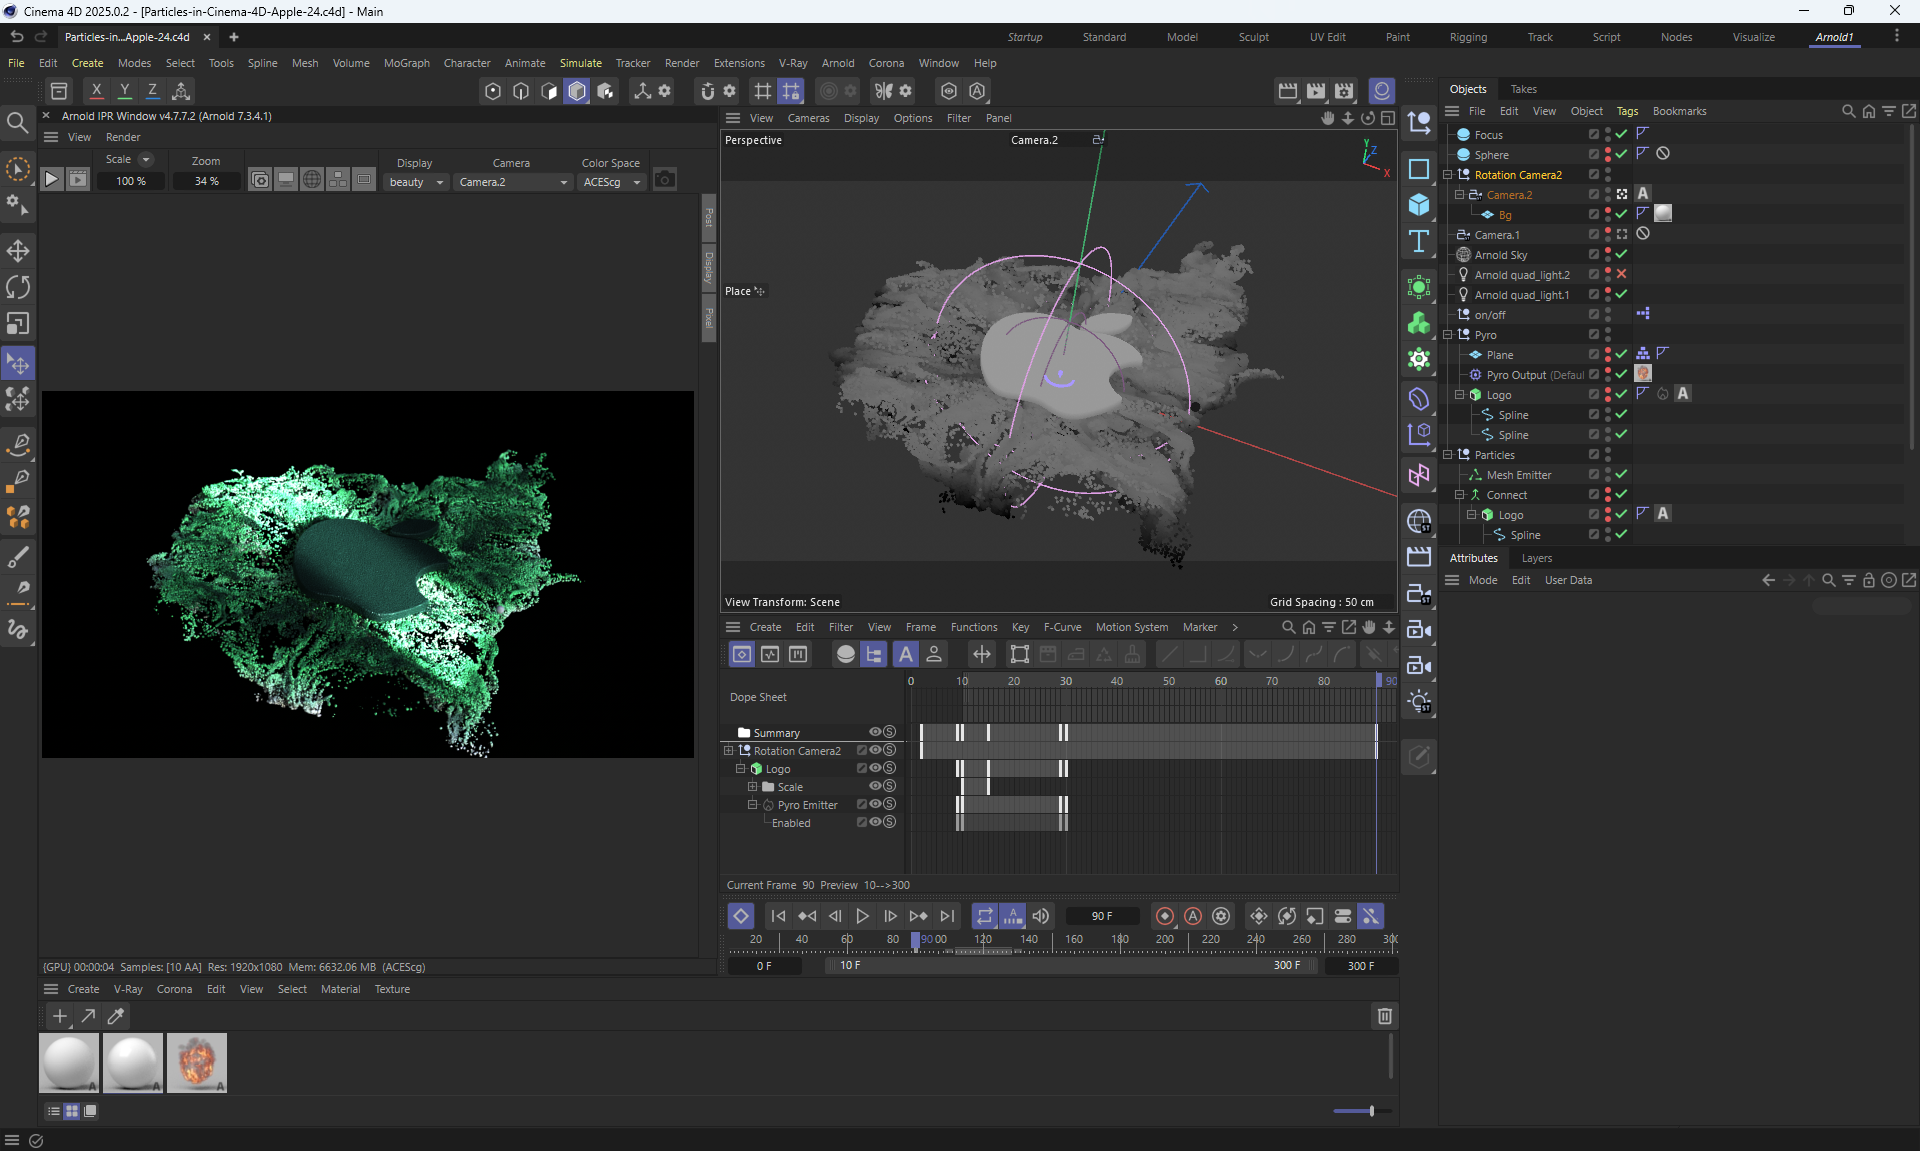 Cinema 4D 2025.0.2 - [Particles-in-Cinema-4D-Apple-24.c4d] - Main
Particles-in...Apple-24.c4d
Startup Standard Model Sculpt UV Edit Paint Rigging Track Script Nodes Visualize Arnold1
File Edit Create Modes Select Tools Spline Mesh Volume MoGraph Character Animate Simulate Tracker Render Extensions V-Ray Arnold Corona Window Help
X Y Z
Arnold IPR Window v4.7.7.2 (Arnold 7.3.4.1)
View Render
Scale Zoom Display Camera Color Space
100 % 34 % beauty Camera.2 ACEScg
Post
Display
Pixel
{GPU} 00:00:04 Samples: [10 AA] Res: 1920x1080 Mem: 6632.06 MB (ACEScg)
View Cameras Display Options Filter Panel
Perspective
Camera.2
Y
Z
X
Place
View Transform: Scene
Grid Spacing : 50 cm
Create Edit Filter View Frame Functions Key F-Curve Motion System Marker
A
0 10 20 30 40 50 60 70 80 90
Dope Sheet
Summary S
Rotation Camera2 S
Logo S
Scale S
Pyro Emitter S
Enabled S
Current Frame 90 Preview 10-->300
A 90 F A
20 40 60 80 90 00 120 140 160 180 200 220 240 260 280
0 F 10 F 300 F 300 F
Create V-Ray Corona Edit View Select Material Texture
A A A
Objects Takes
File Edit View Object Tags Bookmarks
Focus
Sphere
Rotation Camera2
Camera.2 A
Bg
Camera.1
Arnold Sky
Arnold quad_light.2
Arnold quad_light.1
on/off
Pyro
Plane
Pyro Output (Defaul
Logo A
Spline
Spline
Particles
Mesh Emitter
Connect
Logo A
Spline
Attributes Layers
Mode Edit User Data
T
ST
ST
ST